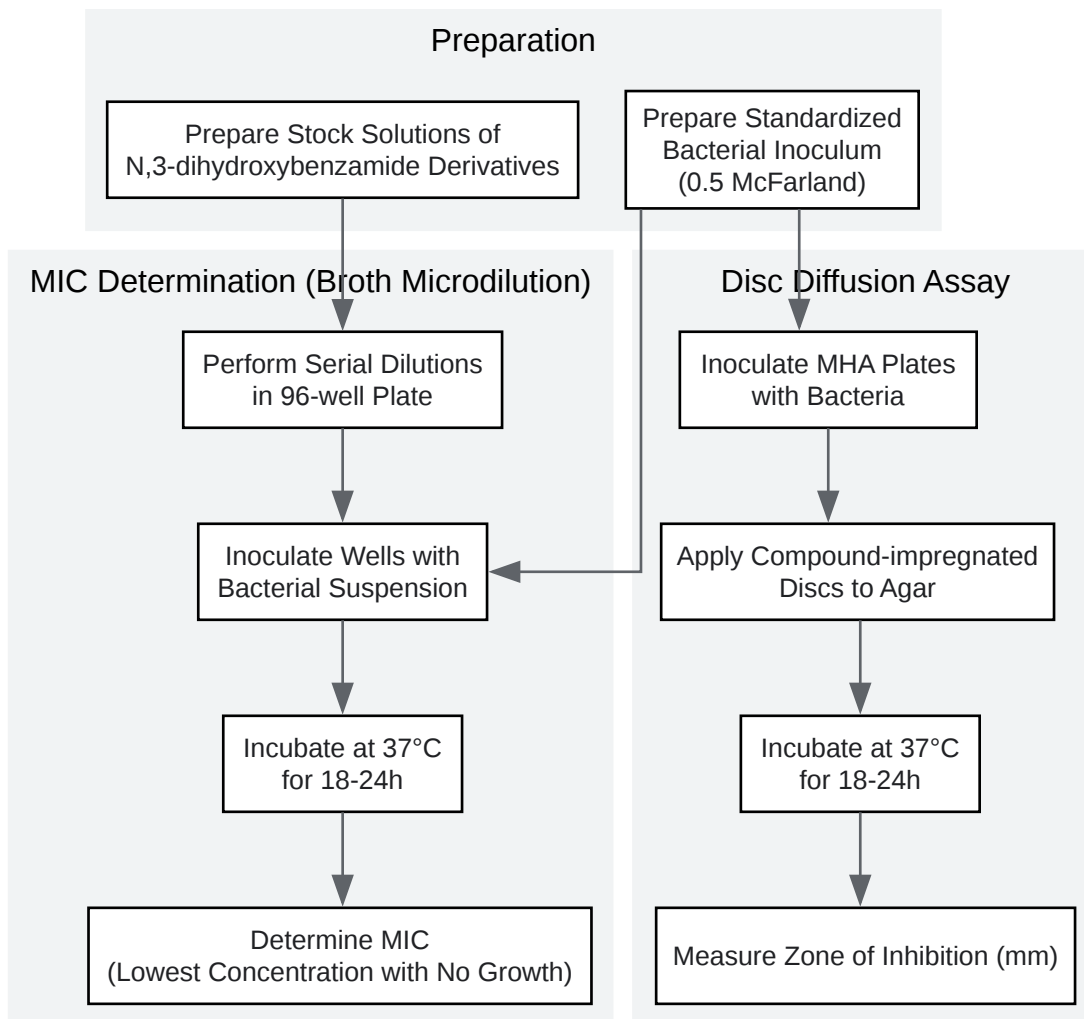 Preparation
Prepare Stock Solutions of
N,3-dihydroxybenzamide Derivatives
Prepare Standardized
Bacterial Inoculum
(0.5 McFarland)
MIC Determination (Broth Microdilution)
Perform Serial Dilutions
in 96-well Plate
Inoculate Wells with
Bacterial Suspension
Incubate at 37°C
for 18-24h
Determine MIC
(Lowest Concentration with No Growth)
Disc Diffusion Assay
Inoculate MHA Plates
with Bacteria
Apply Compound-impregnated
Discs to Agar
Incubate at 37°C
for 18-24h
Measure Zone of Inhibition (mm)